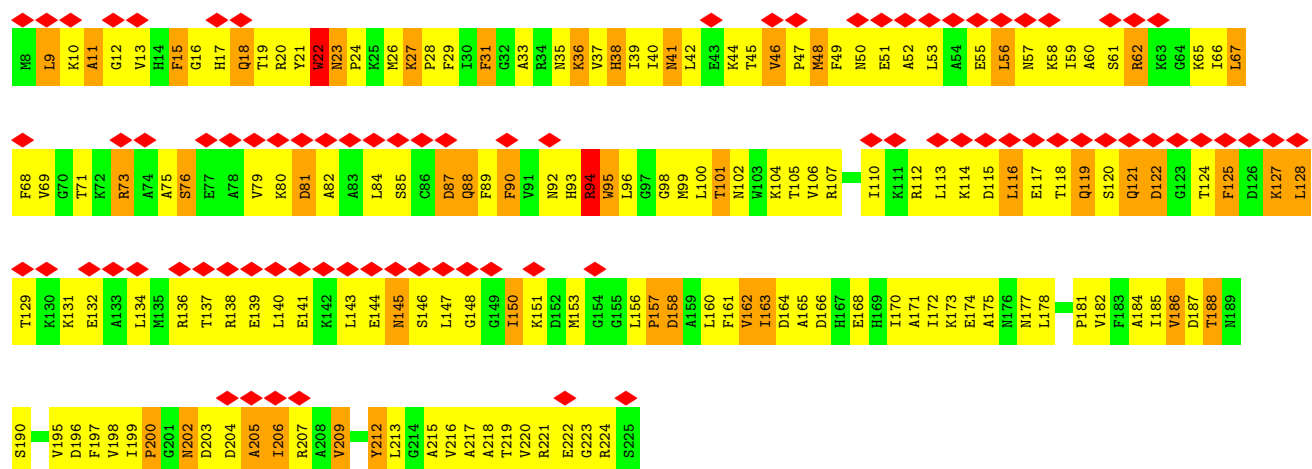 M8 L9 K10 A11 G12 V13 H14 F15 G16 H17 Q18 T19 R20 Y21 W22 N23 P24 K25 M26 K27 P28 F29 I30 F31 G32 A33 R34 N35 K36 V37 H38 I39 I40 N41 L42 E43 K44 T45 V46 P47 M48 F49 N50 E51 A52 L53 A54 E55 L56 N57 K58 I59 A60 S61 R62 K63 G64 K65 I66 L67
F68 V69 G70 T71 K72 R73 A74 A75 S76 E77 A78 V79 K80 D81 A82 A83 L84 S85 C86 D87 Q88 F89 F90 V91 N92 H93 R94 W95 L96 G97 G98 M99 L100 T101 N102 W103 K104 T105 V106 R107 I110 K111 R112 L113 K114 D115 L116 E117 T118 Q119 S120 Q121 D122 G123 T124 F125 D126 K127 L128
T129 K130 K131 E132 A133 L134 M135 R136 T137 R138 E139 L140 E141 K142 L143 E144 N145 S146 L147 G148 G149 I150 K151 D152 M153 G154 G155 L156 P157 D158 A159 L160 F161 V162 I163 D164 A165 D166 H167 E168 H169 I170 A171 I172 K173 E174 A175 N176 N177 L178 P181 V182 F183 A184 I185 V186 D187 T188 N189
S190 V195 D196 F197 V198 I199 P200 G201 N202 D203 D204 A205 I206 R207 A208 V209 Y212 L213 G214 A215 V216 A217 A218 T219 V220 R221 E222 G223 R224 S225